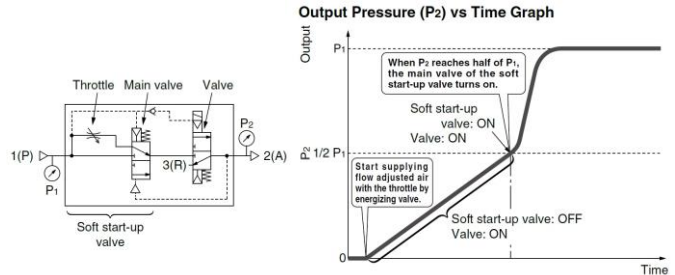 Output Pressure (P2) vs Time Graph
Throttle Main valve Valve
P2
1(P)
3(R)
2(A)
P1
Soft start-up
valve
Output
P1
When P2 reaches half of P1,
the main valve of the soft
start-up valve turns on.
Soft start-up
valve: ON
Valve: ON
P2 1/2 P1
Start supplying
flow adjusted air
with the throttle by
energizing valve.
Soft start-up valve: OFF
Valve: ON
0
Time